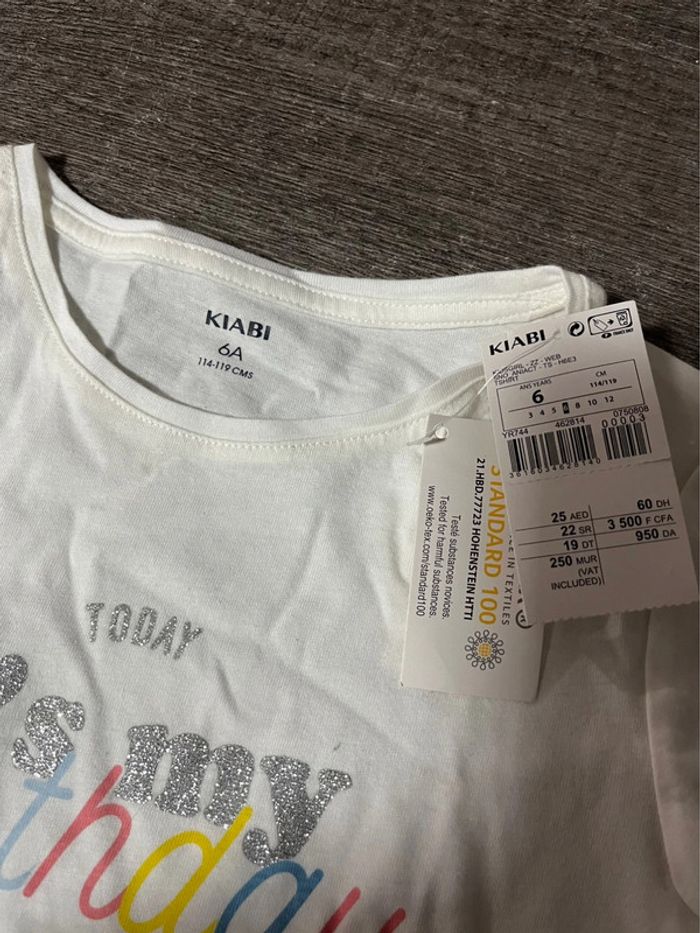 KIABI
6A
114-119 CMS
TODAY
's my
thday
KIABI
TSHIRT
ANS YEARS
CM
6
114/119
3 4 5 6 8 10 12
YR744
462814
0750808
00003
3616034628140
25 AED
22 SR
19 DT
250 MUR
(VAT
INCLUDED)
60 DH
3 500 F CFA
950 DA
STANDARD 100
21.HBD.77723 HOHENSTEIN HTTI
Testé substances nocives.
Tested for harmful substances.
www.oeko-tex.com/standard100